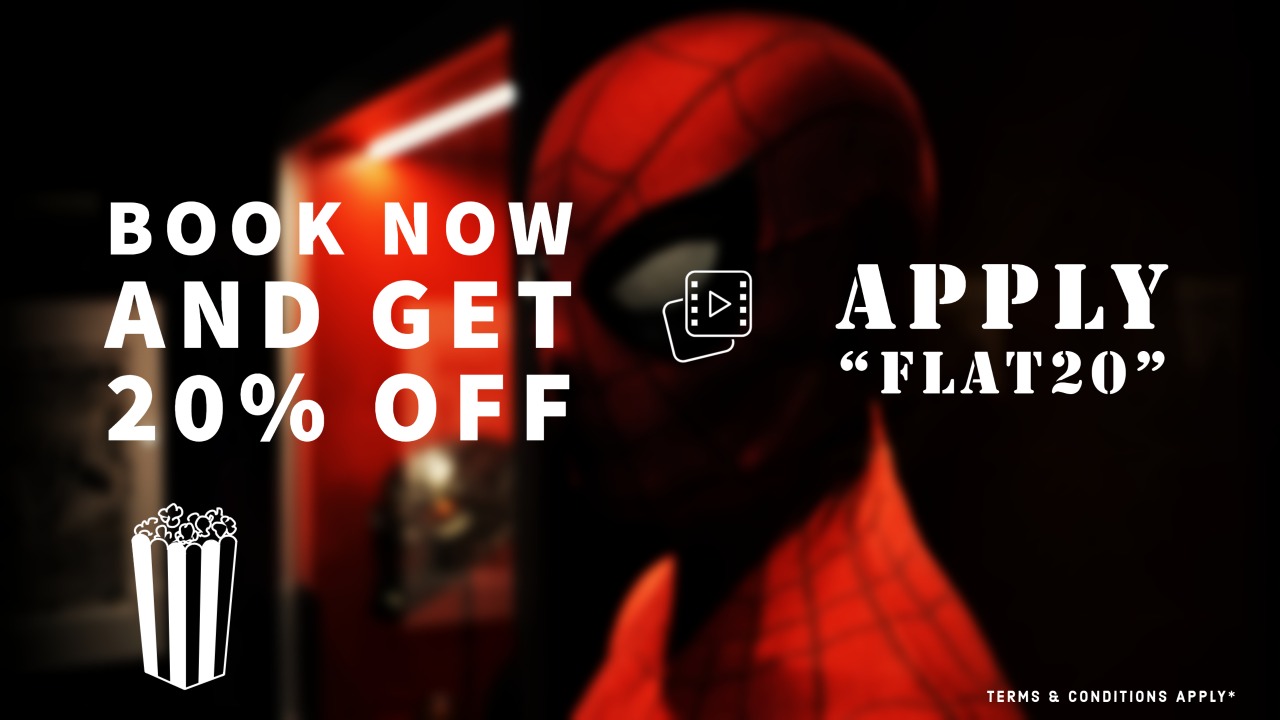 BOOK NOW
AND GET
20% OFF
APPLY
“FLAT20”
TERMS & CONDITIONS APPLY*